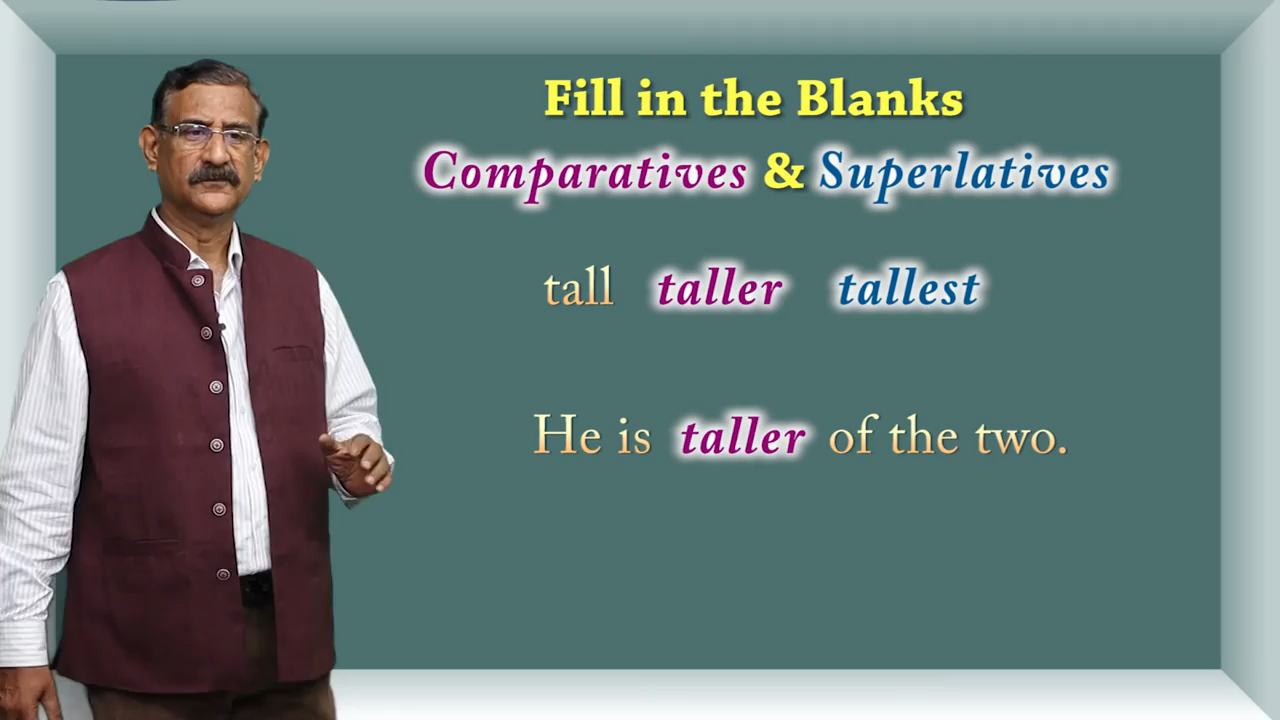 Fill in the Blanks
Comparatives & Superlatives
tall taller tallest
He is taller of the two.